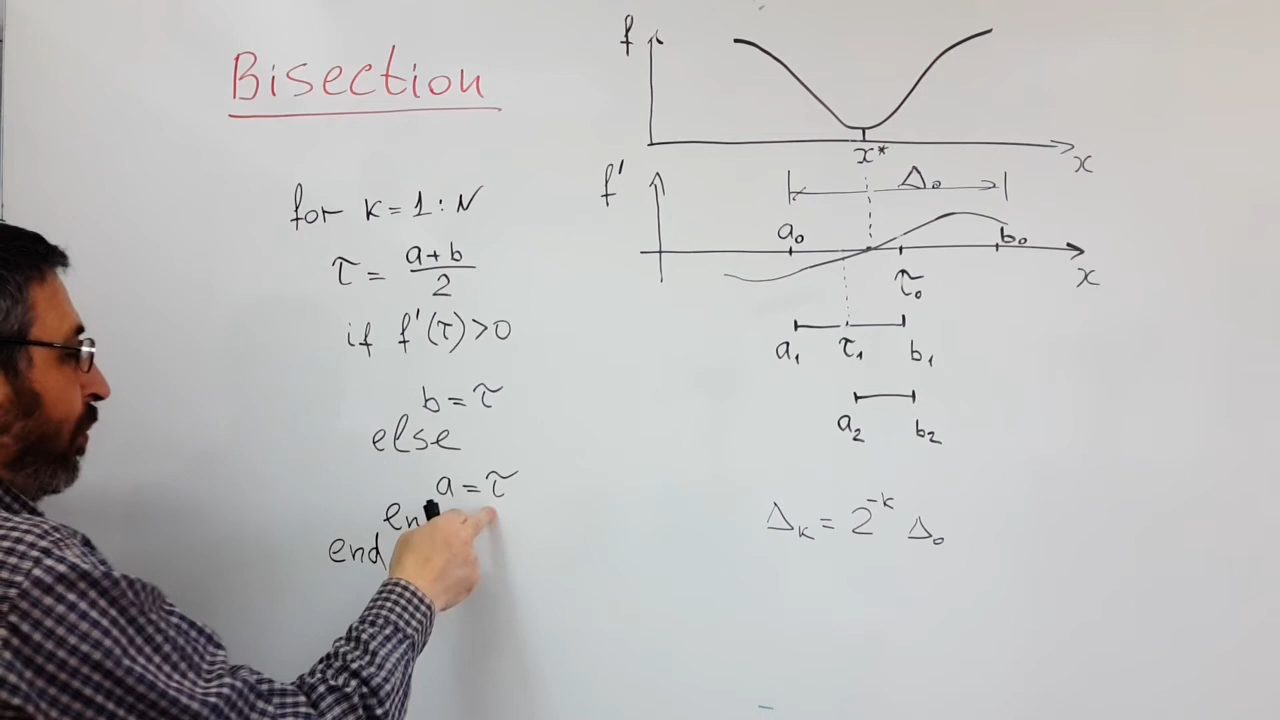 Bisection
for k = 1 : N
τ = (a + b) / 2
if f'(τ) > 0
b = τ
else
a = τ
end
f
x*
x
f'
Δ₀
a₀
b₀
τ₀
x
a₁
τ₁
b₁
a₂
b₂
Δₖ = 2⁻ᵏ Δ₀